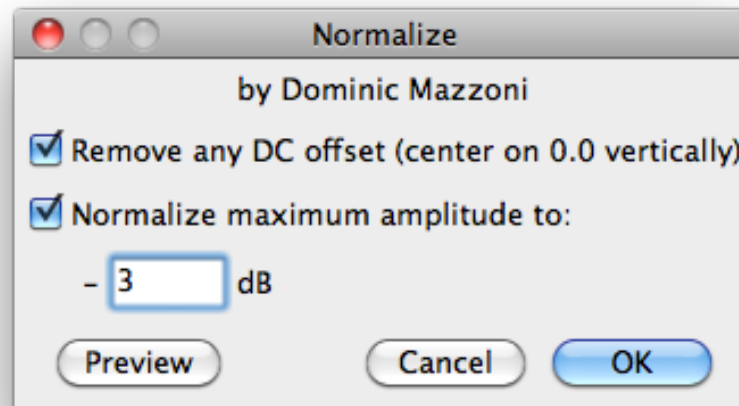 Normalize
by Dominic Mazzoni
Remove any DC offset (center on 0.0 vertically)
Normalize maximum amplitude to:
- 3 dB
Preview Cancel OK